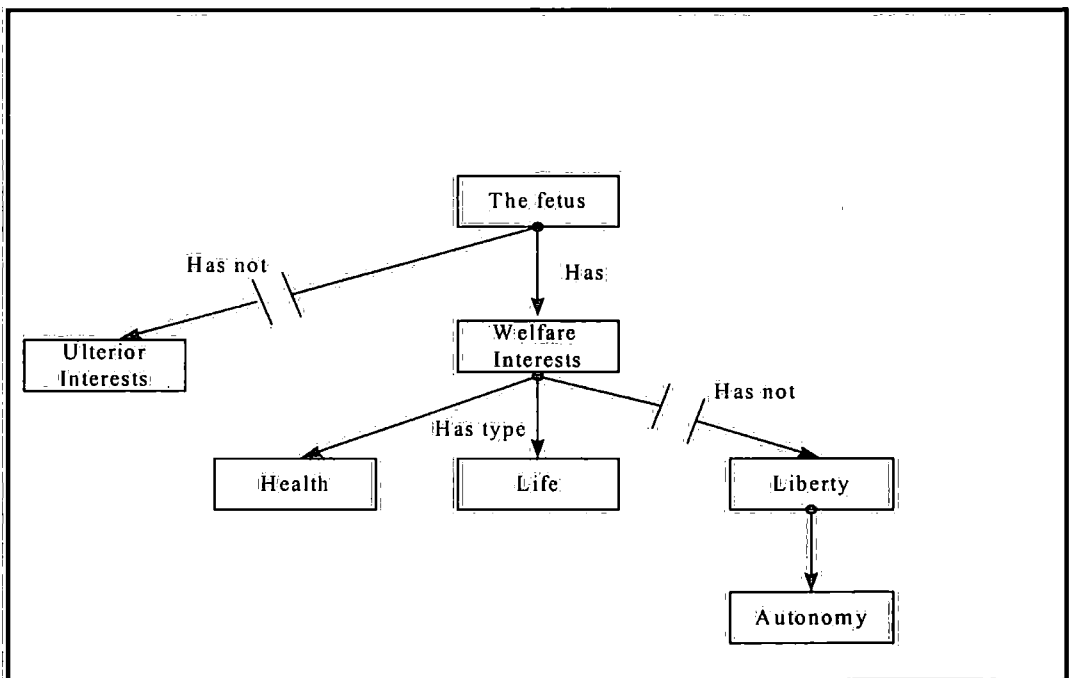 The fetus
Has not
Has
Ulterior
Interests
Welfare
Interests
Has not
Has type
Health
Life
Liberty
Autonomy